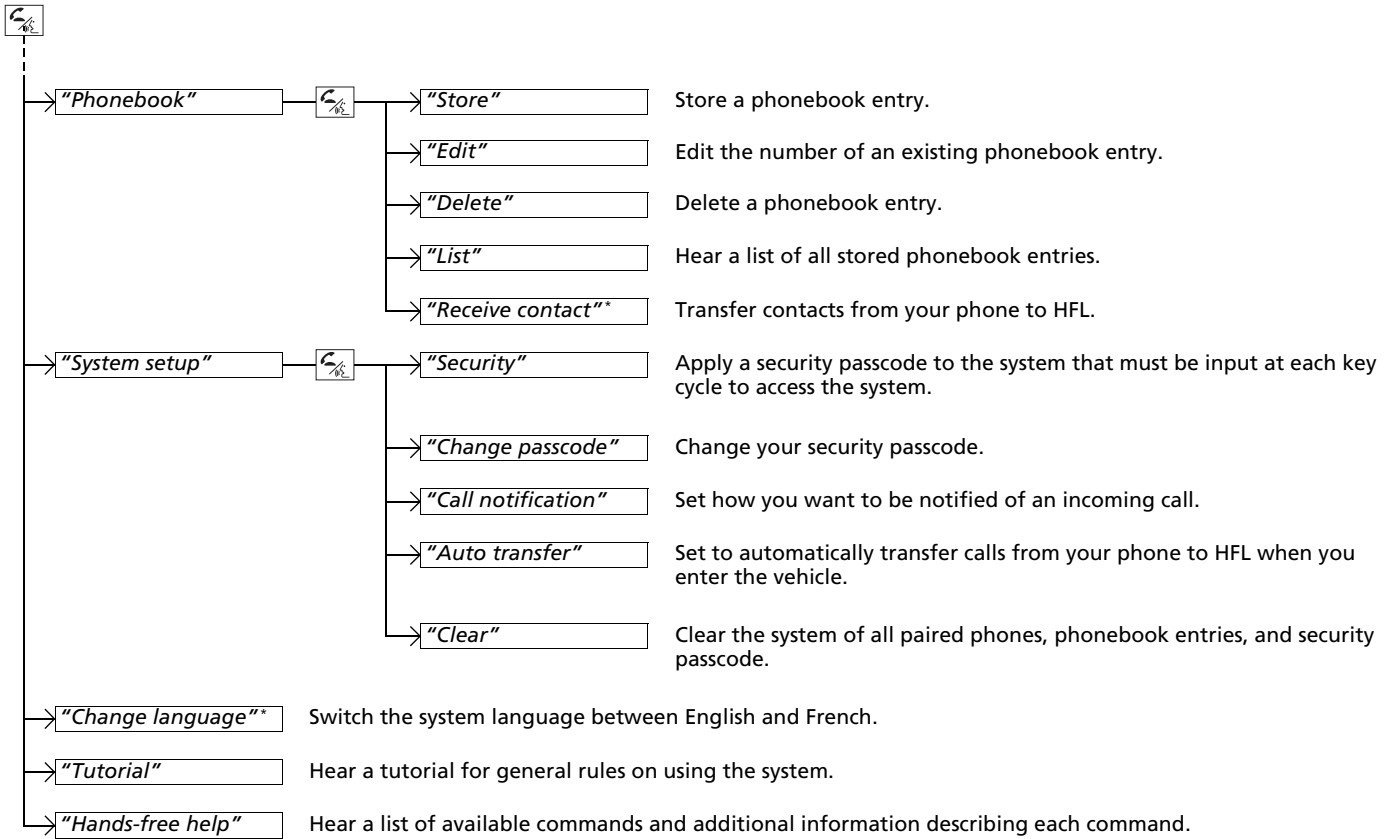 "Phonebook"
"Store"
Store a phonebook entry.
"Edit"
Edit the number of an existing phonebook entry.
"Delete"
Delete a phonebook entry.
"List"
Hear a list of all stored phonebook entries.
"Receive contact"*
Transfer contacts from your phone to HFL.
"System setup"
"Security"
Apply a security passcode to the system that must be input at each key
cycle to access the system.
"Change passcode"
Change your security passcode.
"Call notification"
Set how you want to be notified of an incoming call.
"Auto transfer"
Set to automatically transfer calls from your phone to HFL when you
enter the vehicle.
"Clear"
Clear the system of all paired phones, phonebook entries, and security
passcode.
"Change language"*
Switch the system language between English and French.
"Tutorial"
Hear a tutorial for general rules on using the system.
"Hands-free help"
Hear a list of available commands and additional information describing each command.